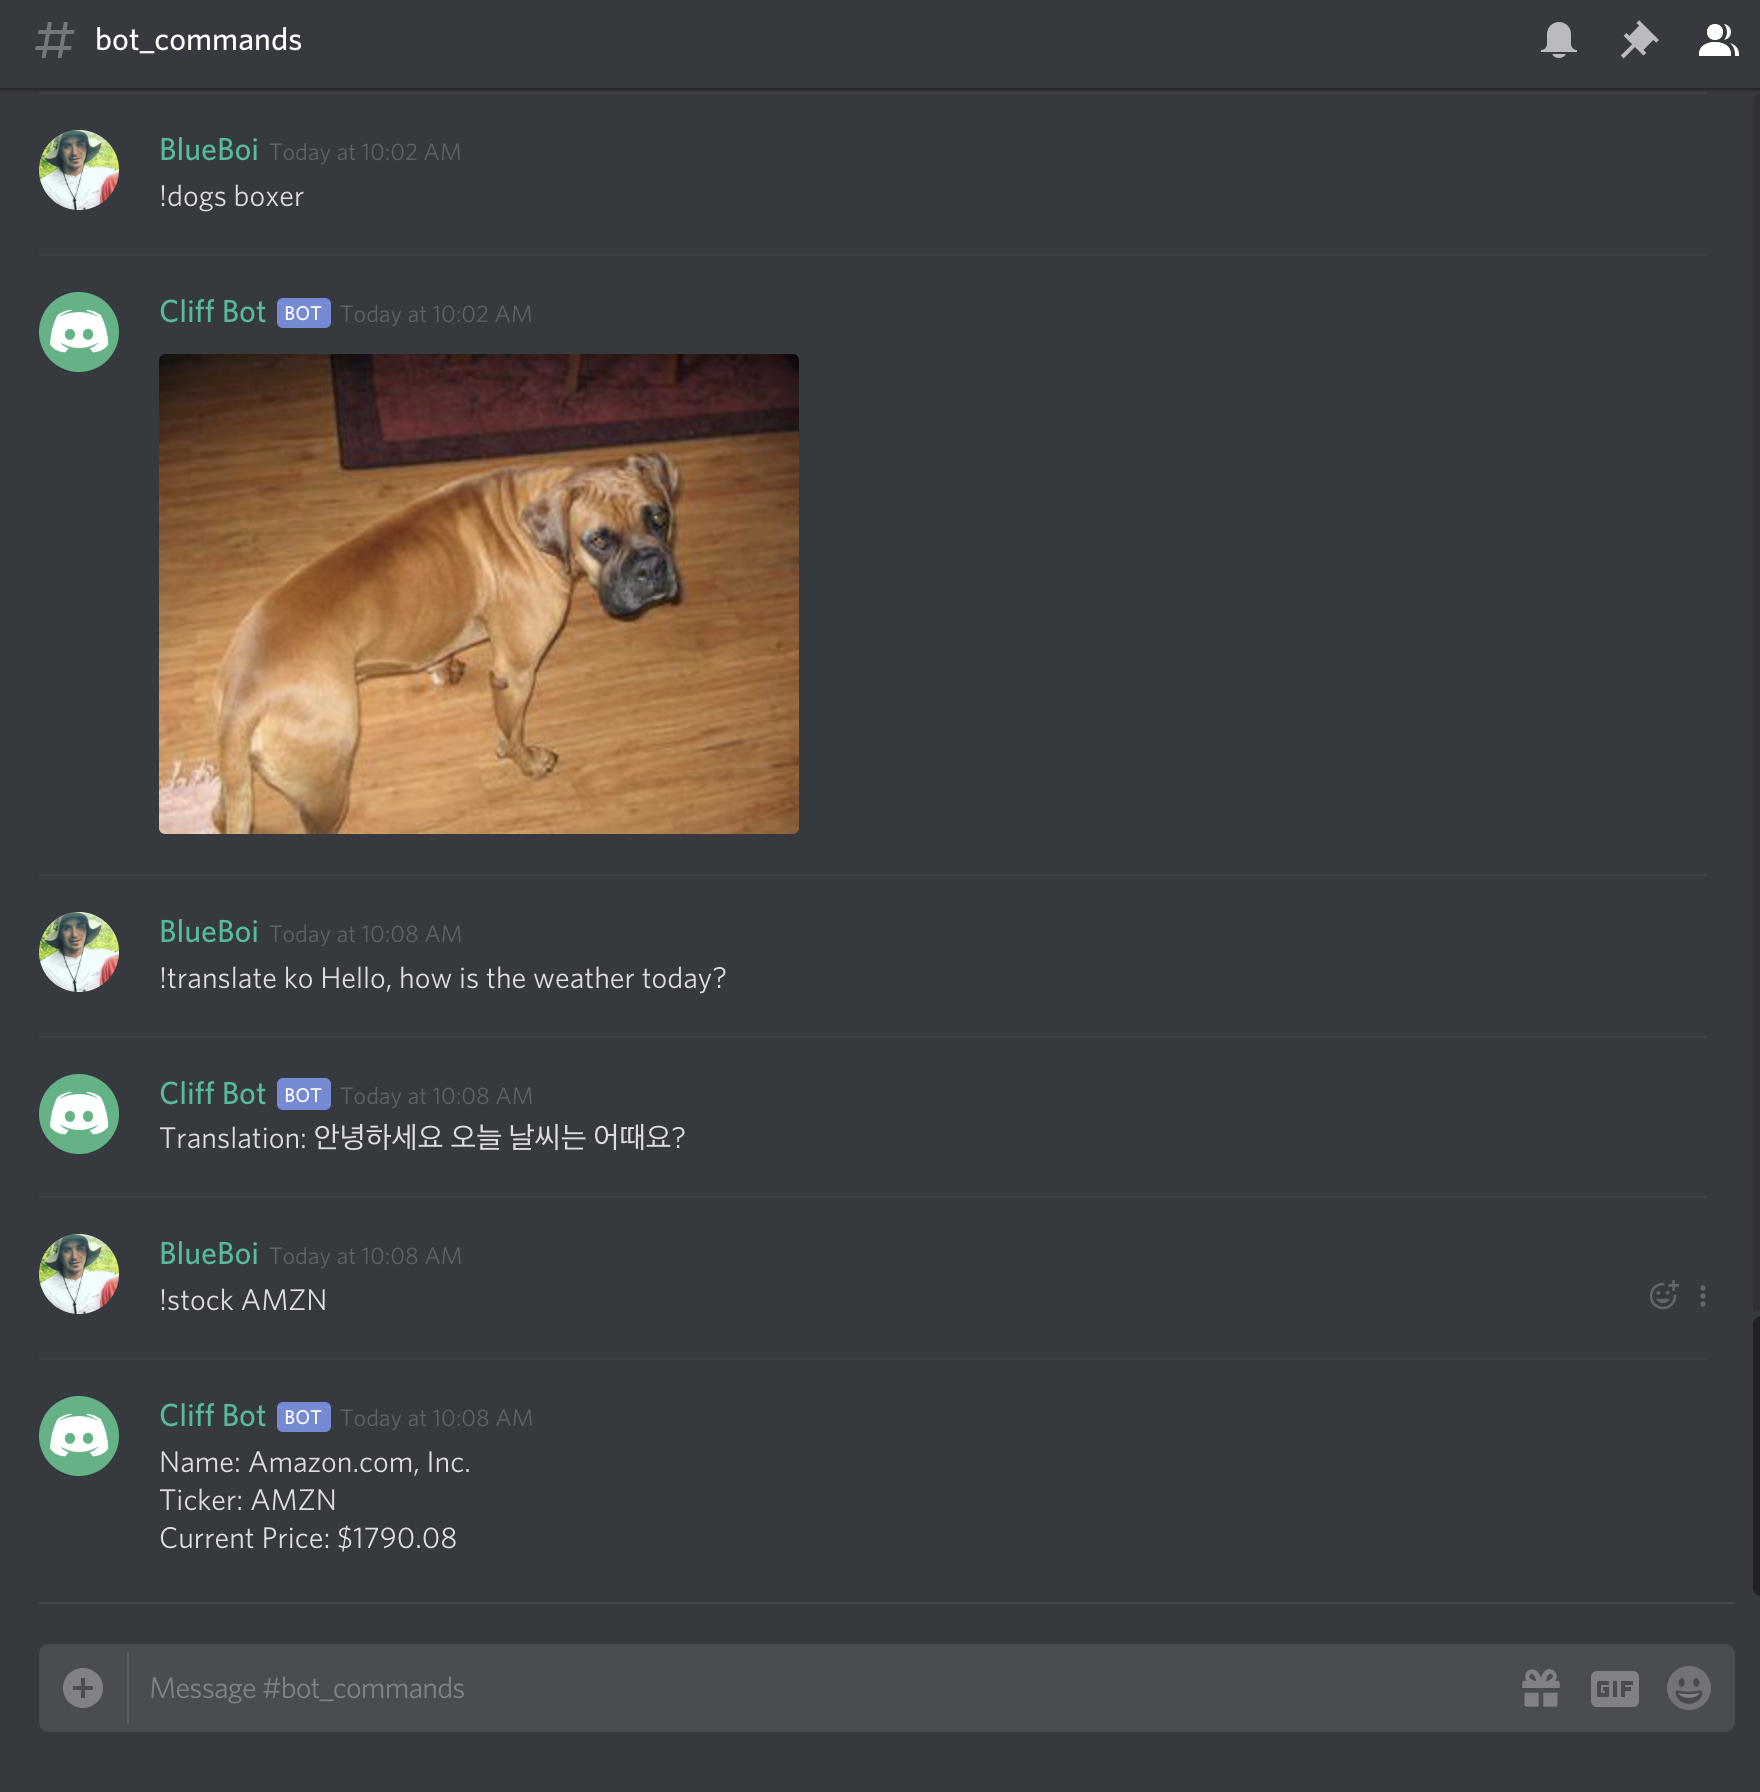 # bot_commands
BlueBoi Today at 10:02 AM
!dogs boxer
Cliff Bot BOT Today at 10:02 AM
BlueBoi Today at 10:08 AM
!translate ko Hello, how is the weather today?
Cliff Bot BOT Today at 10:08 AM
Translation: 안녕하세요 오늘 날씨는 어때요?
BlueBoi Today at 10:08 AM
!stock AMZN
Cliff Bot BOT Today at 10:08 AM
Name: Amazon.com, Inc.
Ticker: AMZN
Current Price: $1790.08
Message #bot_commands GIF